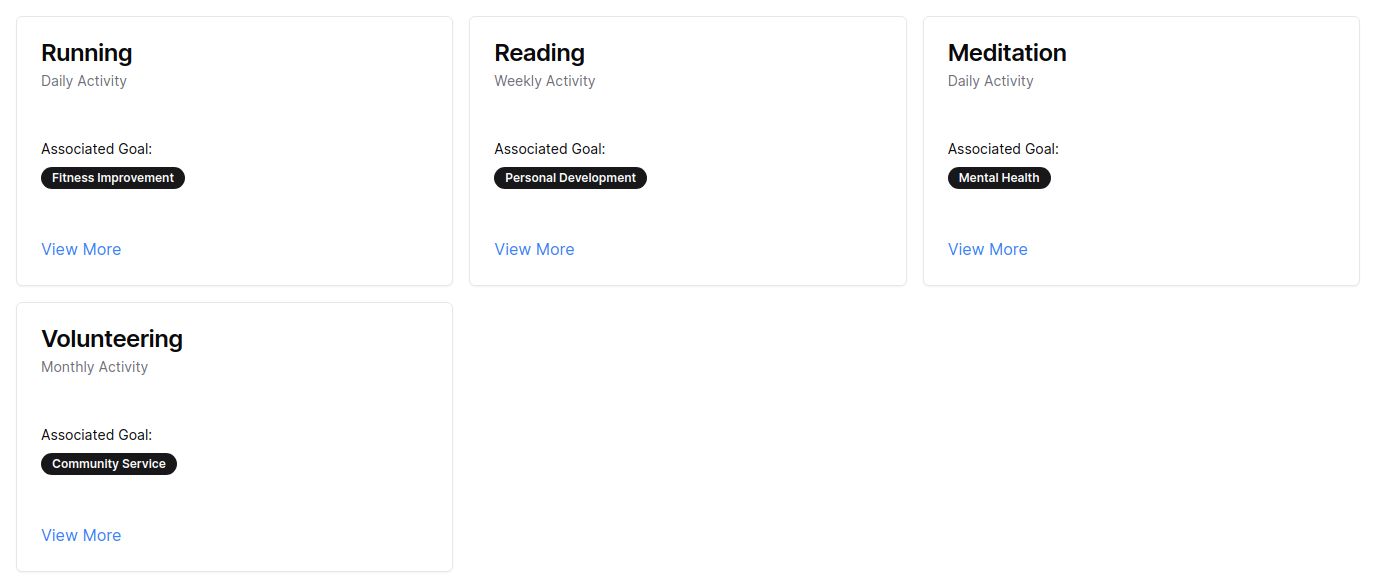 Running
Daily Activity
Associated Goal:
Fitness Improvement
View More
Reading
Weekly Activity
Associated Goal:
Personal Development
View More
Meditation
Daily Activity
Associated Goal:
Mental Health
View More
Volunteering
Monthly Activity
Associated Goal:
Community Service
View More